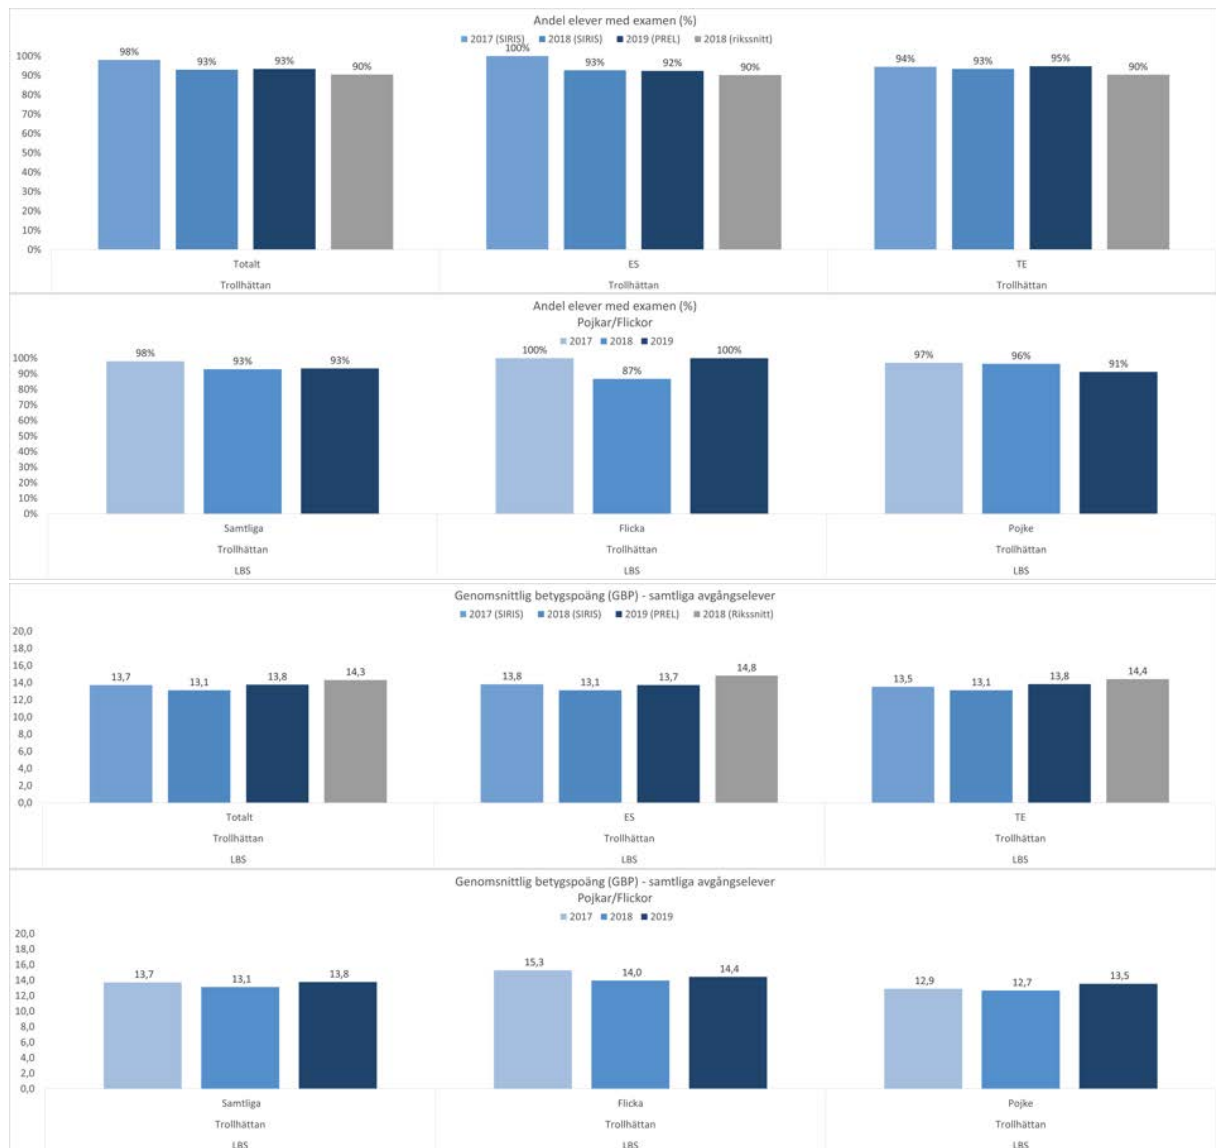 Andel elever med examen (%)
2017 (SIRIS) 2018 (SIRIS) 2019 (PREL) 2018 (rikssnitt)
100%
90%
80%
70%
60%
50%
40%
30%
20%
10%
0%
98% 93% 93% 90%
100% 93% 92% 90%
94% 93% 95% 90%
Totalt ES TE
Trollhättan Trollhättan Trollhättan
Andel elever med examen (%)
Pojkar/Flickor
2017 2018 2019
100%
90%
80%
70%
60%
50%
40%
30%
20%
10%
0%
98% 93% 93%
100% 87% 100%
97% 96% 91%
Samtliga Flicka Pojke
Trollhättan Trollhättan Trollhättan
LBS LBS LBS
Genomsnittlig betygspoäng (GBP) - samtliga avgångselever
2017 (SIRIS) 2018 (SIRIS) 2019 (PREL) 2018 (Rikssnitt)
20,0
18,0
16,0
14,0
12,0
10,0
8,0
6,0
4,0
2,0
0,0
13,7 13,1 13,8 14,3
13,8 13,1 13,7 14,8
13,5 13,1 13,8 14,4
Totalt ES TE
Trollhättan Trollhättan Trollhättan
LBS LBS LBS
Genomsnittlig betygspoäng (GBP) - samtliga avgångselever
Pojkar/Flickor
2017 2018 2019
20,0
18,0
16,0
14,0
12,0
10,0
8,0
6,0
4,0
2,0
0,0
13,7 13,1 13,8
15,3 14,0 14,4
12,9 12,7 13,5
Samtliga Flicka Pojke
Trollhättan Trollhättan Trollhättan
LBS LBS LBS